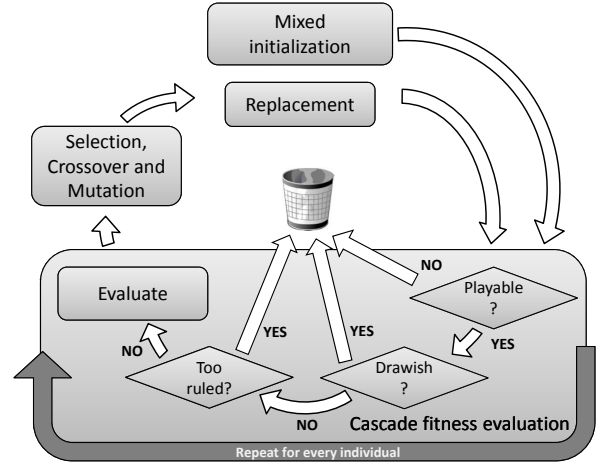 Mixed
initialization
Replacement
Selection,
Crossover and
Mutation
NO
Playable
?
Evaluate
YES
YES
YES
NO
Too
ruled?
Drawish
?
NO
Cascade fitness evaluation
Repeat for every individual